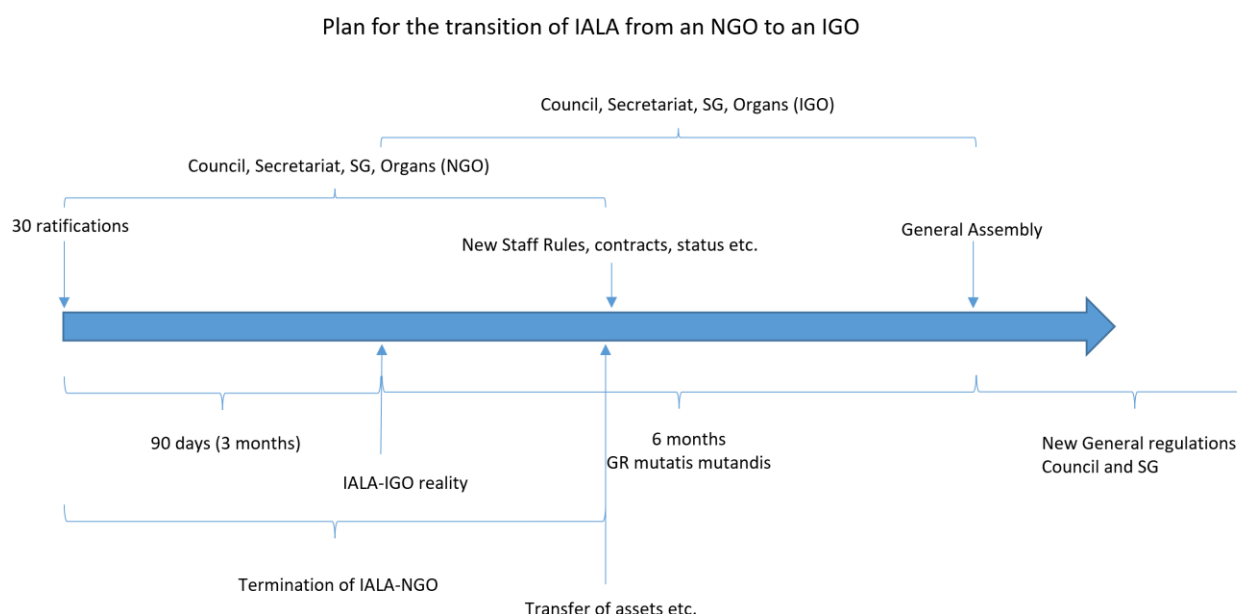 Plan for the transition of IALA from an NGO to an IGO
Council, Secretariat, SG, Organs (IGO)
Council, Secretariat, SG, Organs (NGO)
30 ratifications
New Staff Rules, contracts, status etc.
General Assembly
90 days (3 months)
6 months
GR mutatis mutandis
New General regulations
Council and SG
IALA-IGO reality
Termination of IALA-NGO
Transfer of assets etc.